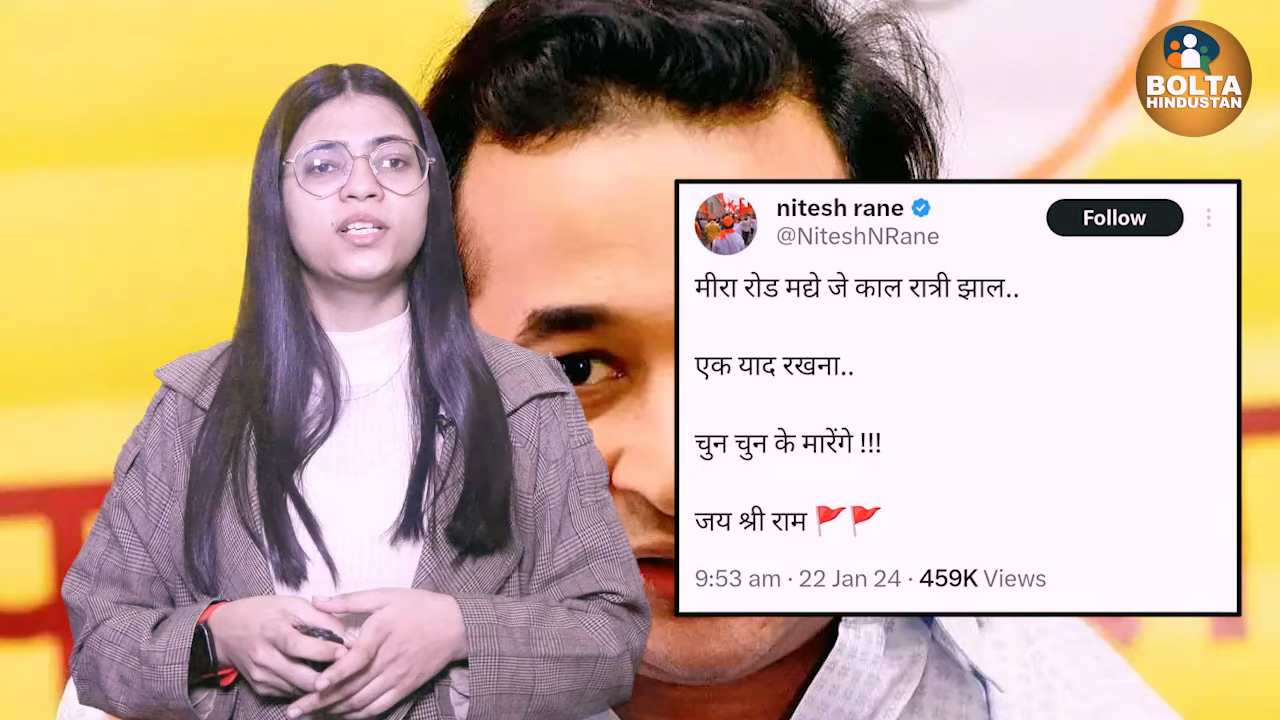 BOLTA
HINDUSTAN
nitesh rane
Follow
@NiteshNRane
मीरा रोड मद्ये जे काल रात्री झाल..
एक याद रखना..
चुन चुन के मारेंगे !!!
जय श्री राम 🚩🚩
9:53 am · 22 Jan 24 · 459K Views